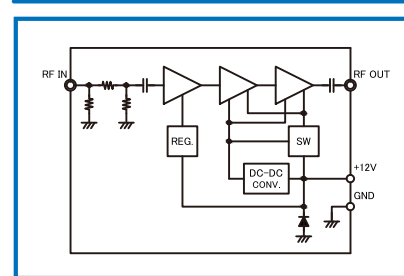 RF IN
RF OUT
REG.
SW
DC-DC
CONV.
+12V
GND